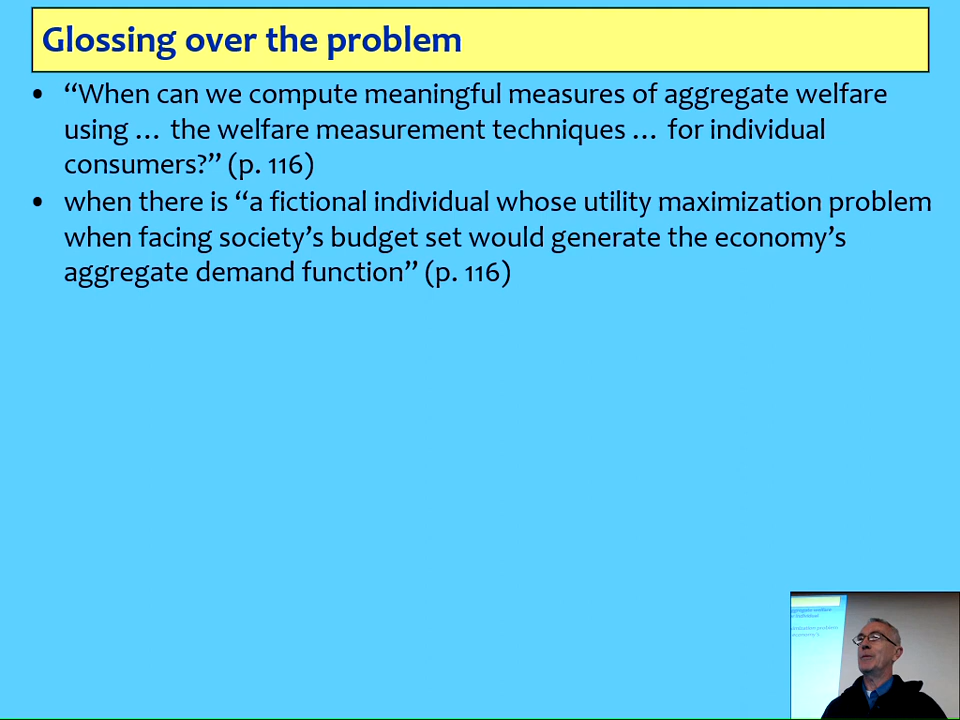 Glossing over the problem
• “When can we compute meaningful measures of aggregate welfare
using … the welfare measurement techniques … for individual
consumers?” (p. 116)
• when there is “a fictional individual whose utility maximization problem
when facing society’s budget set would generate the economy’s
aggregate demand function” (p. 116)